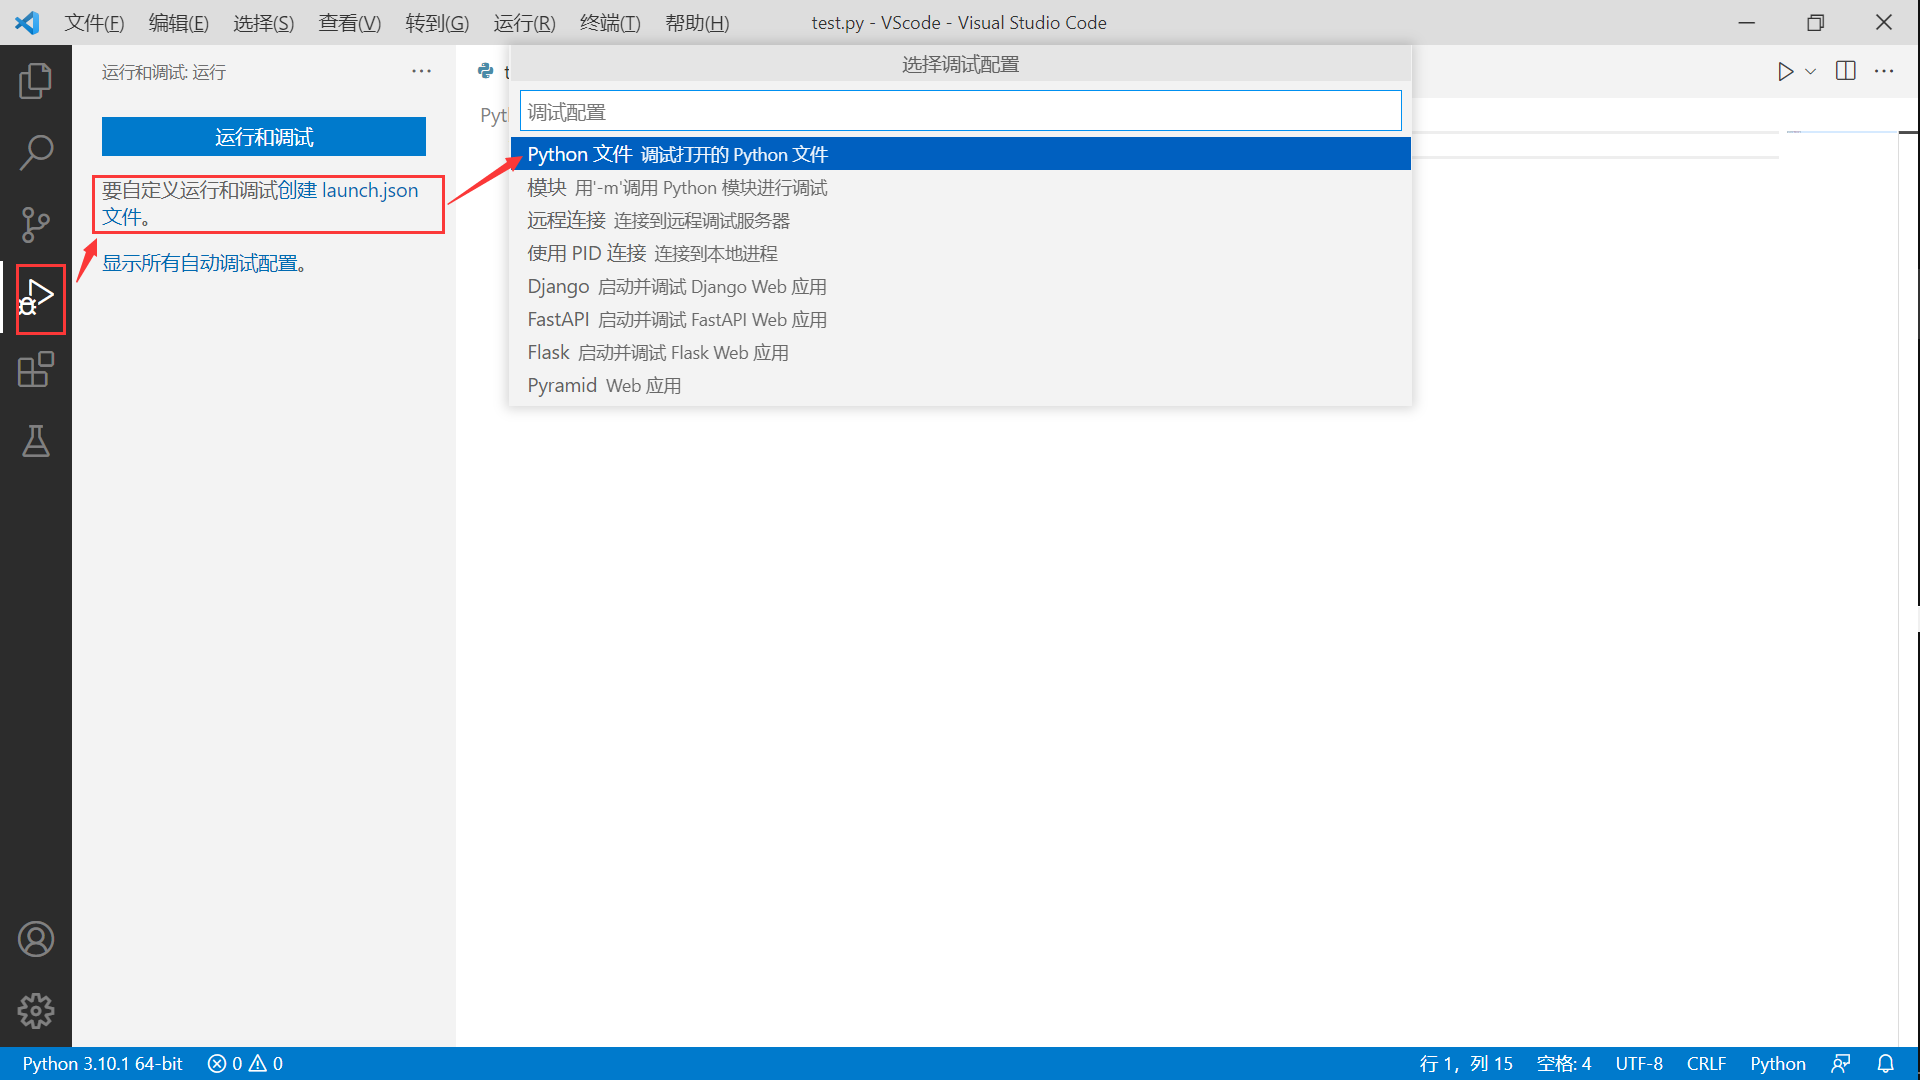 文件(F) 编辑(E) 选择(S) 查看(V) 转到(G) 运行(R) 终端(T) 帮助(H) test.py - VScode - Visual Studio Code
运行和调试: 运行
运行和调试
要自定义运行和调试创建 launch.json
文件。
显示所有自动调试配置。
选择调试配置
调试配置
Python 文件 调试打开的 Python 文件
模块 用'-m'调用 Python 模块进行调试
远程连接 连接到远程调试服务器
使用 PID 连接 连接到本地进程
Django 启动并调试 Django Web 应用
FastAPI 启动并调试 FastAPI Web 应用
Flask 启动并调试 Flask Web 应用
Pyramid Web 应用
Python 3.10.1 64-bit 0 0 行 1，列 15 空格: 4 UTF-8 CRLF Python